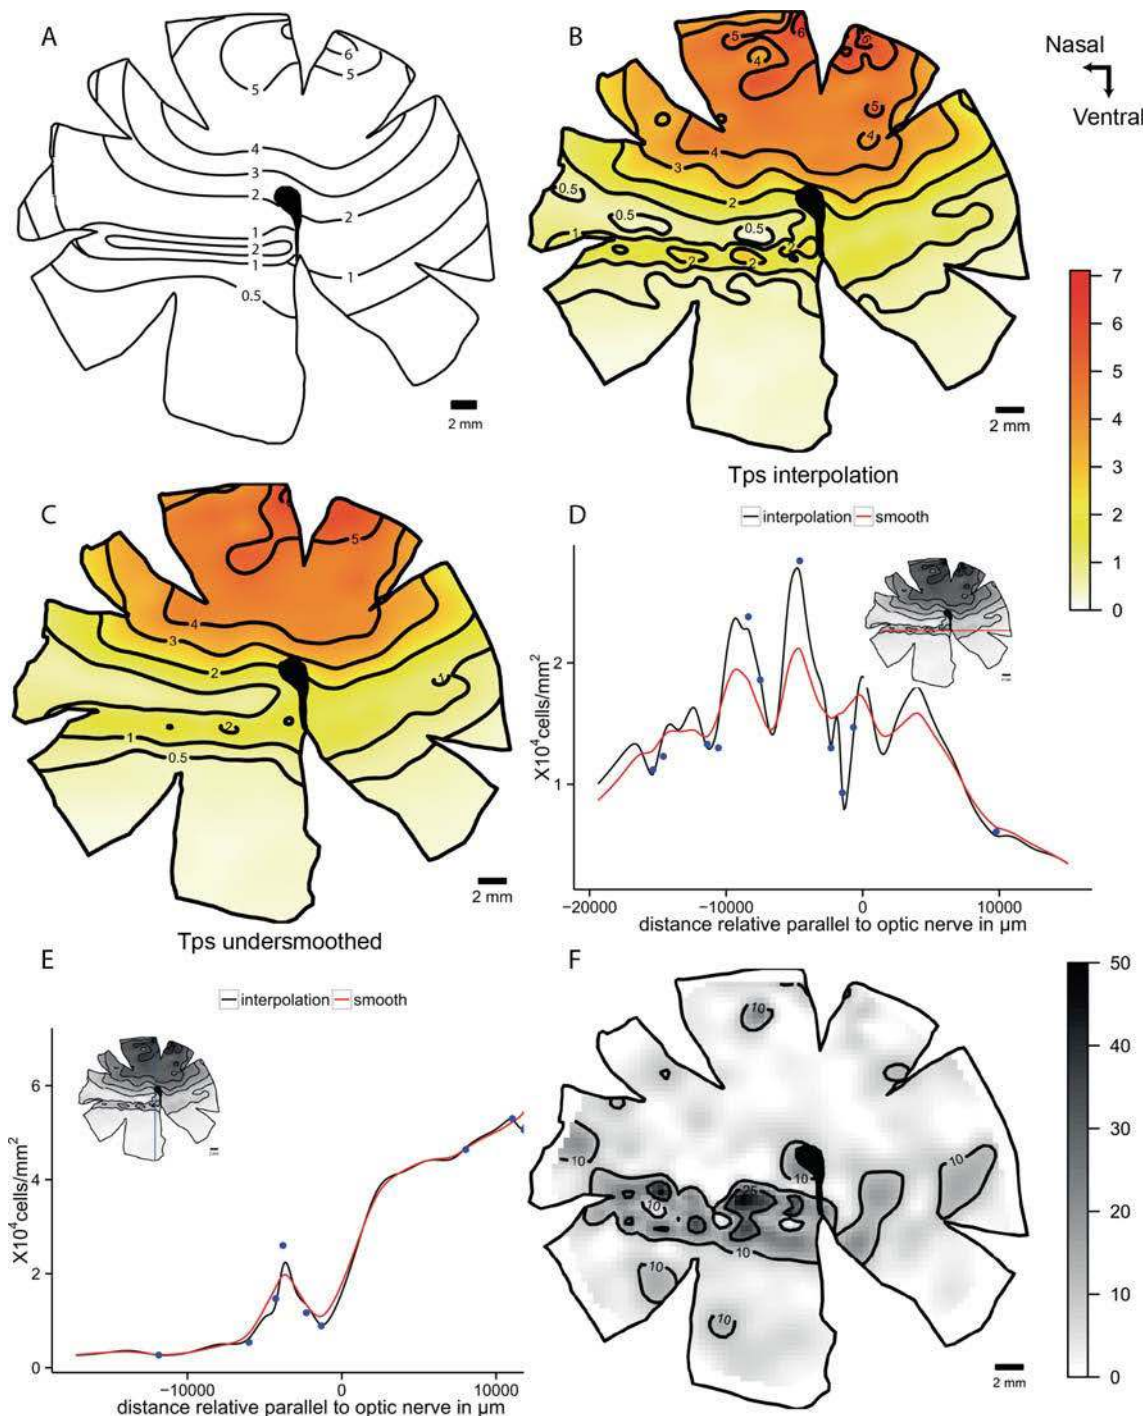 A
6
5
5
4
3
2
2
1
2
1
1
0.5
2 mm
B
5
6
6
4
5
4
4
3
2
0.5
0.5
0.5
1
2
2
2
2 mm
Nasal
Ventral
7
6
5
4
3
2
1
0
Tps interpolation
C
5
4
3
2
1
2
1
0.5
2 mm
Tps undersmoothed
D
interpolation smooth
X10⁴cells/mm²
2
1
−20000 −10000 0 10000
distance relative parallel to optic nerve in µm
E
interpolation smooth
X10⁴cells/mm²
6
4
2
0
−10000 0 10000
distance relative parallel to optic nerve in µm
F
10
10
10
10
25
10
10
10
10
2 mm
50
40
30
20
10
0